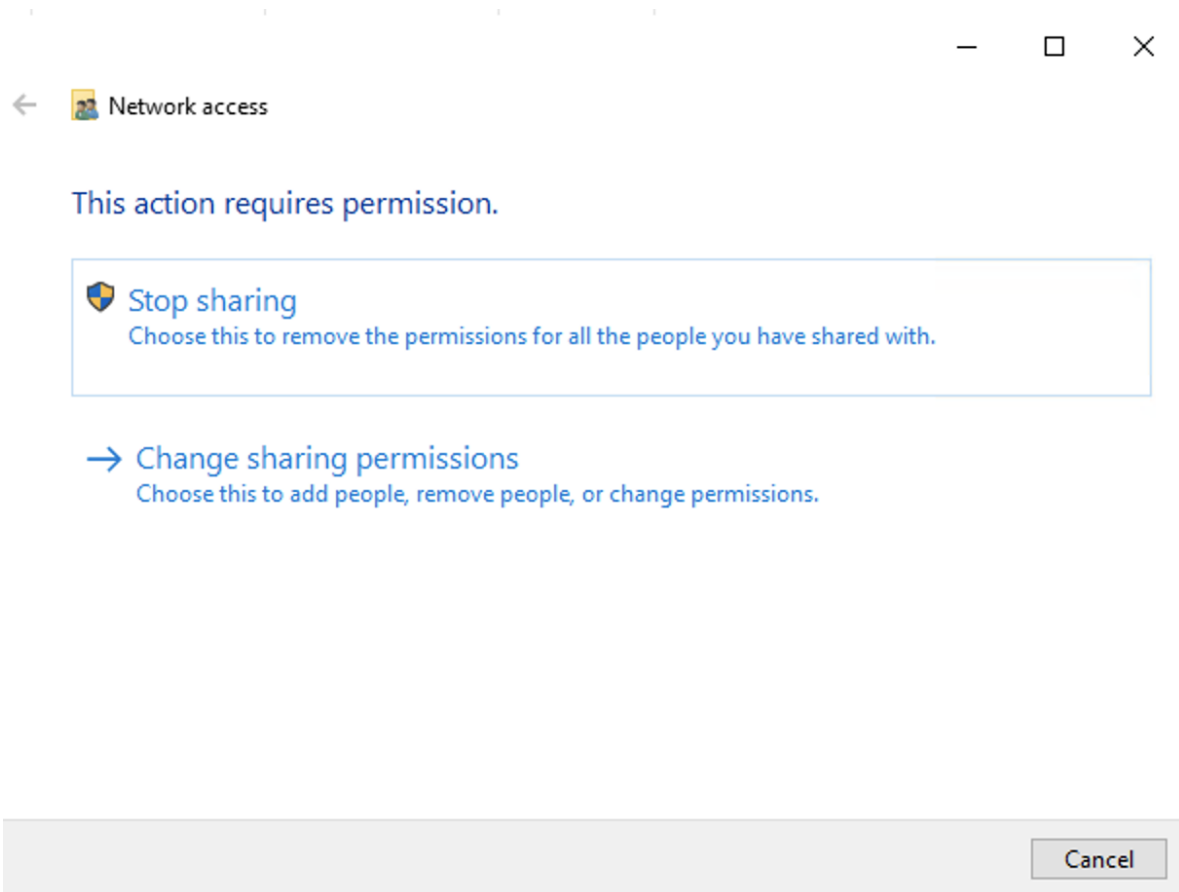 Network access
This action requires permission.
Stop sharing
Choose this to remove the permissions for all the people you have shared with.
Change sharing permissions
Choose this to add people, remove people, or change permissions.
Cancel